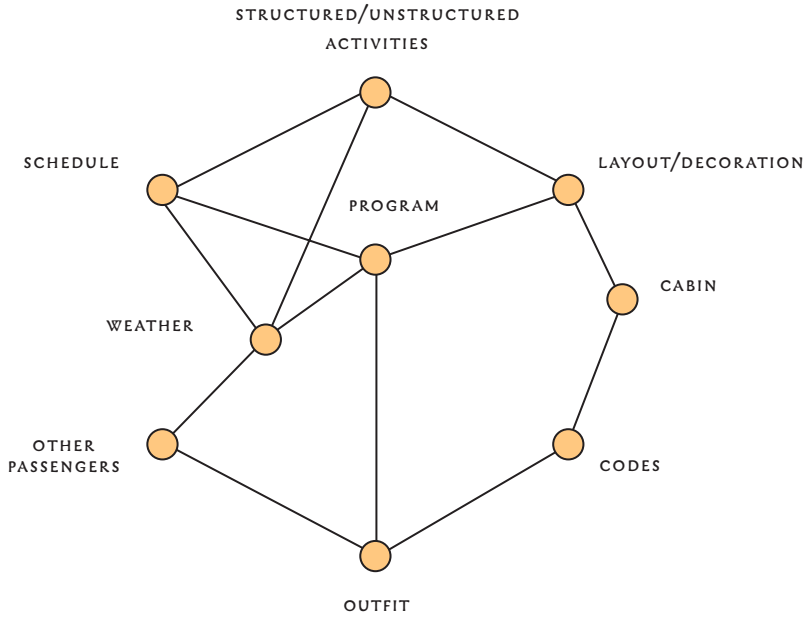 STRUCTURED/UNSTRUCTURED
ACTIVITIES
SCHEDULE
LAYOUT/DECORATION
PROGRAM
CABIN
WEATHER
OTHER
PASSENGERS
CODES
OUTFIT